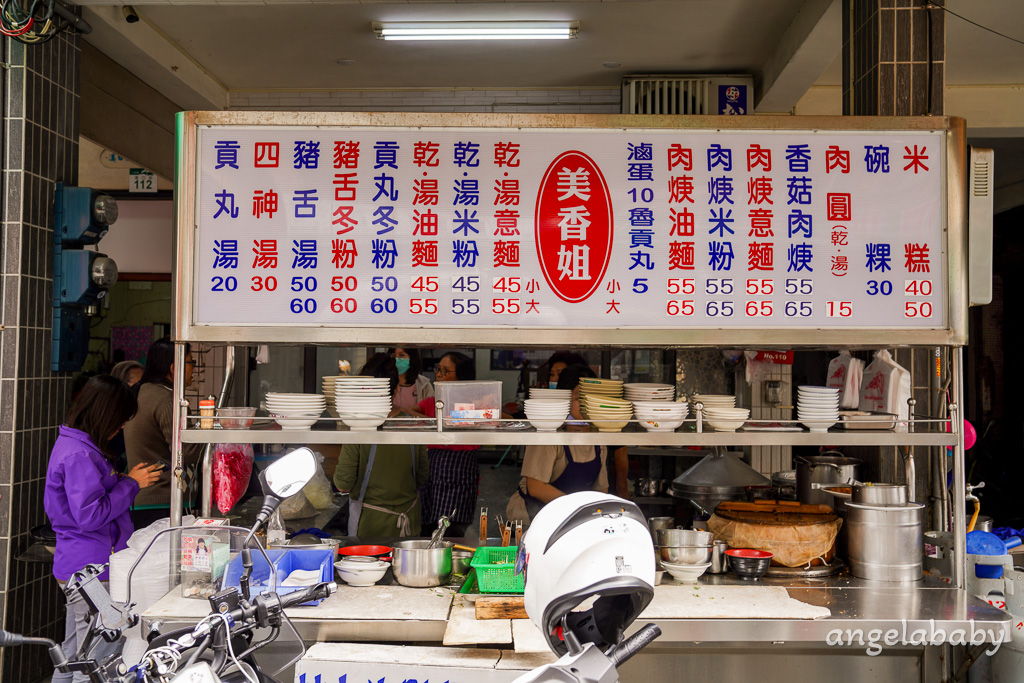 米糕 40 50
碗粿 30
肉圓(乾·湯) 15
香菇肉焿 55 65
肉焿意麵 55 65
肉焿米粉 55 65
肉焿油麵 55 65
滷蛋10魯貢丸5
小大
美香姐
小大
乾·湯意麵 45 55
乾·湯米粉 45 55
乾·湯油麵 45 55
貢丸冬粉 50 60
豬舌冬粉 50 60
豬舌湯 50 60
四神湯 30
貢丸湯 20
112
No.119
angelababy